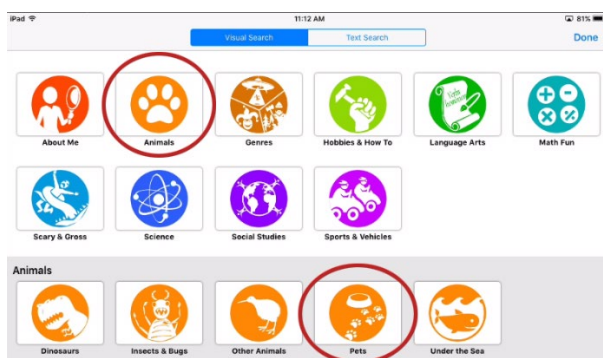 iPad 11:12 AM 81%
Visual Search Text Search Done
About Me Animals Genres Hobbies & How To Language Arts Math Fun
Scary & Gross Science Social Studies Sports & Vehicles
Animals
Dinosaurs Insects & Bugs Other Animals Pets Under the Sea